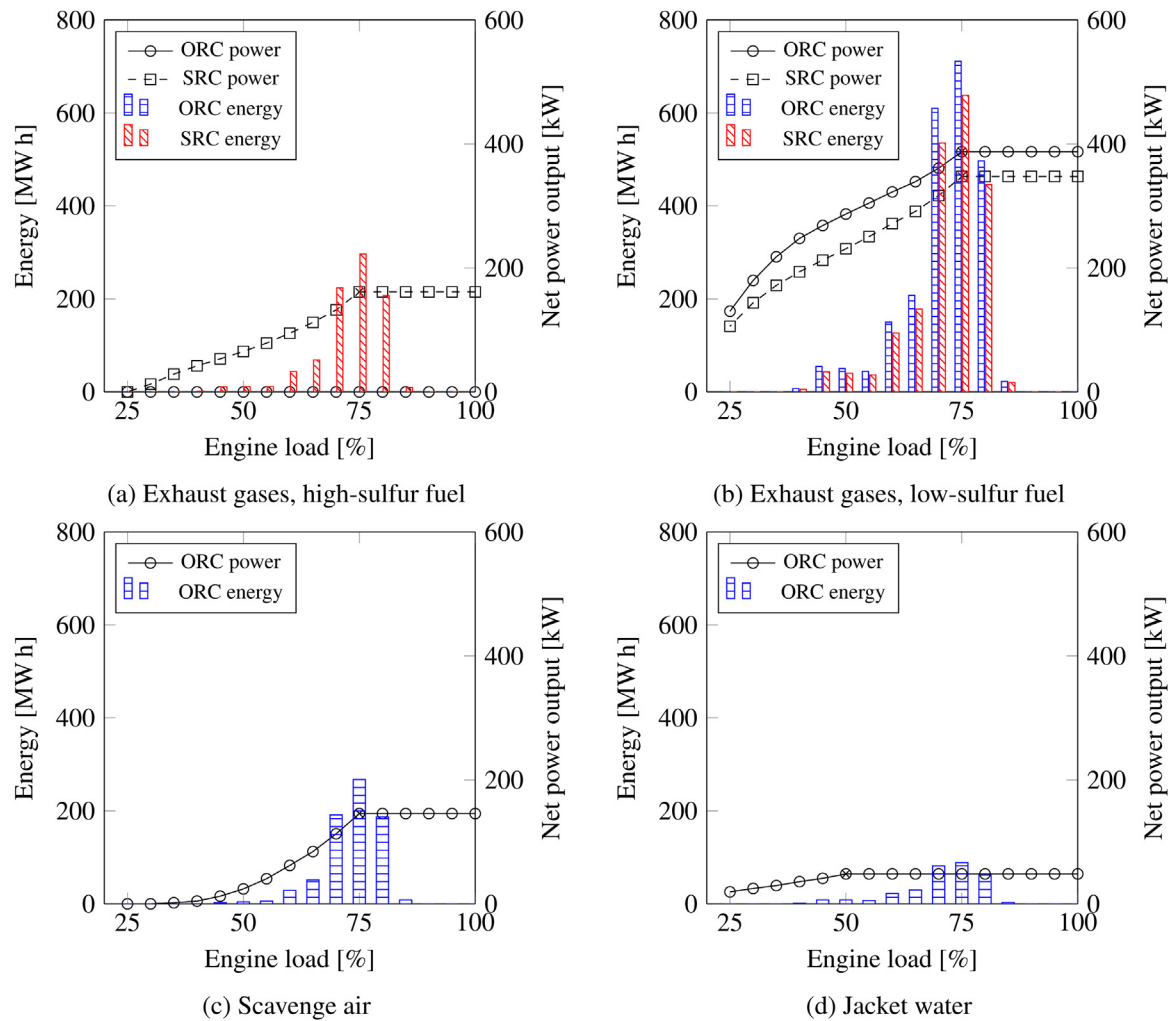 800
600
400
200
0
Energy [MW h]
600
400
200
0
Net power output [kW]
ORC power
SRC power
ORC energy
SRC energy
25
50
75
100
Engine load [%]
(a) Exhaust gases, high-sulfur fuel
800
600
400
200
0
Energy [MW h]
600
400
200
0
Net power output [kW]
ORC power
SRC power
ORC energy
SRC energy
25
50
75
100
Engine load [%]
(b) Exhaust gases, low-sulfur fuel
800
600
400
200
0
Energy [MW h]
600
400
200
0
Net power output [kW]
ORC power
ORC energy
25
50
75
100
Engine load [%]
(c) Scavenge air
800
600
400
200
0
Energy [MW h]
600
400
200
0
Net power output [kW]
ORC power
ORC energy
25
50
75
100
Engine load [%]
(d) Jacket water